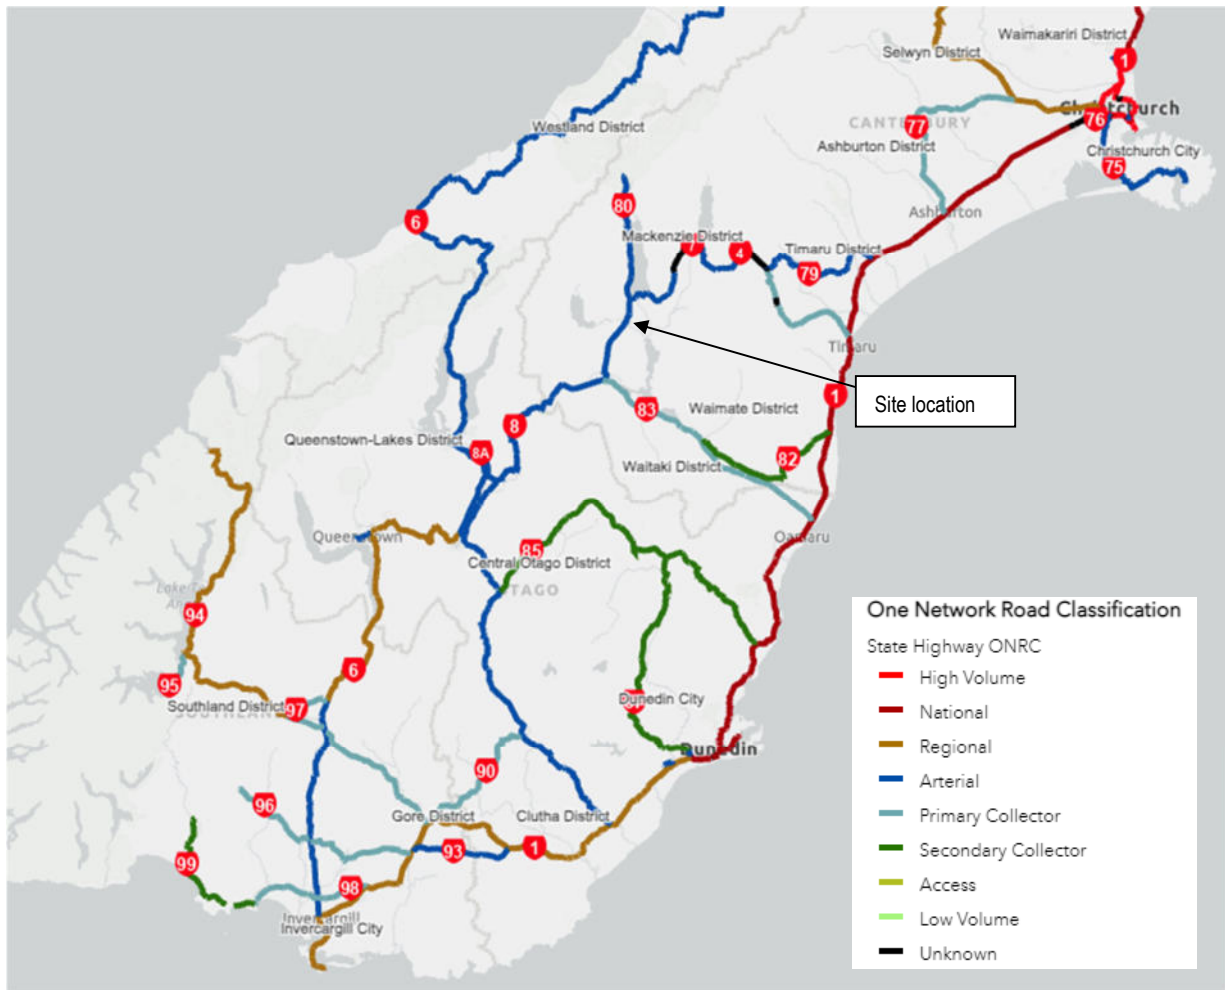 Waimakariri District
Selwyn District
1
Christchurch
76
CANTERBURY
77
Westland District
Ashburton District
Christchurch City
75
80
6
Ashburton
Mackenzie District
7
4
Timaru District
79
Timaru
1
Site location
83
Waimate District
8
Queenstown-Lakes District
8A
82
Waitaki District
Queenstown
Oamaru
85
Central Otago District
OTAGO
94
6
95
Dunedin City
Southland District
97
SOUTHLAND
Dunedin
90
96
Gore District
Clutha District
93
1
99
98
Invercargill
Invercargill City
One Network Road Classification
State Highway ONRC
High Volume
National
Regional
Arterial
Primary Collector
Secondary Collector
Access
Low Volume
Unknown